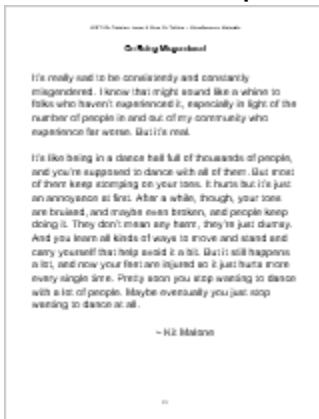 On Being Misgendered
It's really sad to be consistently and constantly
misgendered. I know that might sound like a whine to
folks who haven't experienced it, especially in light of the
number of people in and out of my community who
experience far worse. But it's real.
It's like being in a dance hall full of thousands of people,
and you're supposed to dance with all of them. But most
of them keep stomping on your toes. It hurts but it's just
an annoyance at first. After a while, though, your toes
are bruised, and maybe even broken, and people keep
doing it. They don't mean any harm, they're just clumsy.
And you learn all kinds of ways to move and stand and
carry yourself that help avoid it a bit. But it still happens
a lot, and now your feet are injured so it just hurts more
every single time. Pretty soon you stop wanting to dance
with a lot of people. Maybe eventually you just stop
wanting to dance at all.
~ Kit Malone